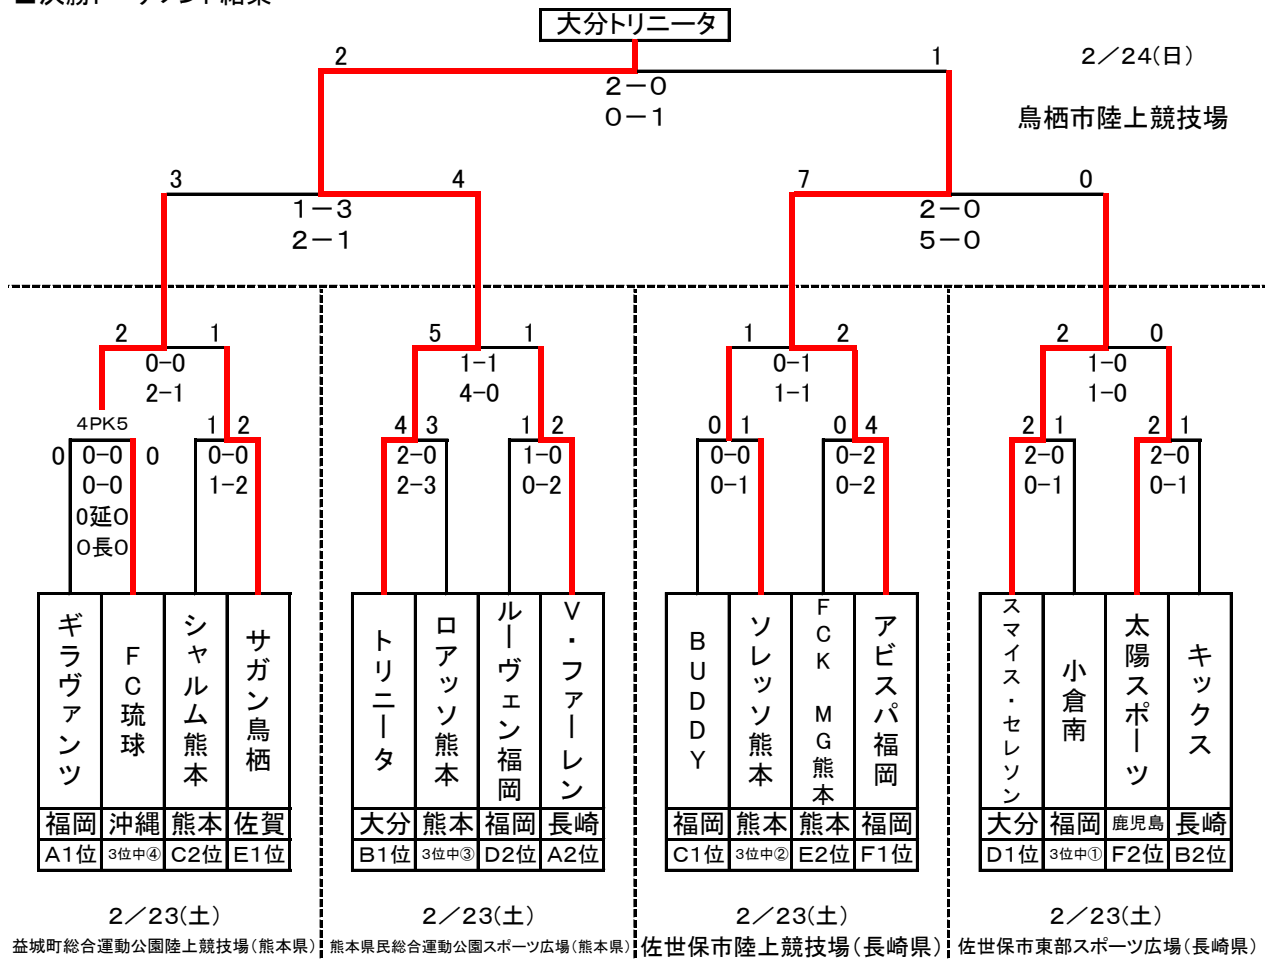 ■決勝トーナメント結果
大分トリニータ
2 1 2／24(日)
2－0
0－1
鳥栖市陸上競技場
3 4 7 0
1－3 2－0
2－1 5－0
2 1 5 1 1 2 2 0
0-0 1-1 0-1 1-0
2-1 4-0 1-1 1-0
4PK5 1 2 4 3 1 2 0 1 0 4 2 1 2 1
0 0-0 0 0-0 2-0 1-0 0-0 0-2 2-0 2-0
0-0 1-2 2-3 0-2 0-1 0-2 0-1 0-1
0延0
0長0
ギラヴァンツ
FC琉球
シャルム熊本
サガン鳥栖
トリニータ
ロアッソ熊本
ルーヴェン福岡
V・ファーレン
BUDDY
ソレッソ熊本
FCK MG熊本
アビスパ福岡
スマイス・セレソン
小倉南
太陽スポーツ
キックス
福岡 沖縄 熊本 佐賀 大分 熊本 福岡 長崎 福岡 熊本 熊本 福岡 大分 福岡 鹿児島 長崎
A1位 3位中④ C2位 E1位 B1位 3位中③ D2位 A2位 C1位 3位中② E2位 F1位 D1位 3位中① F2位 B2位
2／23(土) 2／23(土) 2／23(土) 2／23(土)
益城町総合運動公園陸上競技場(熊本県) 熊本県民総合運動公園スポーツ広場(熊本県) 佐世保市陸上競技場(長崎県) 佐世保市東部スポーツ広場(長崎県)